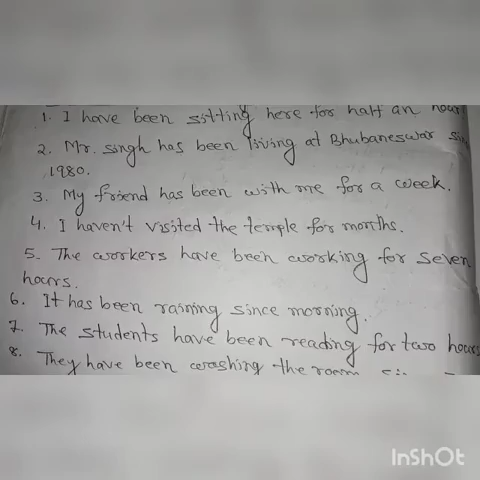 1. I have been sitting here for half an hour
2. Mr. Singh has been living at Bhubaneswar
1980.
3. My friend has been with me for a week.
4. I haven't visited the temple for months.
5. The workers have been working for seven
hours.
6. It has been raining since morning.
7. The students have been reading for two hours
8. They have been washing the room
InShOt